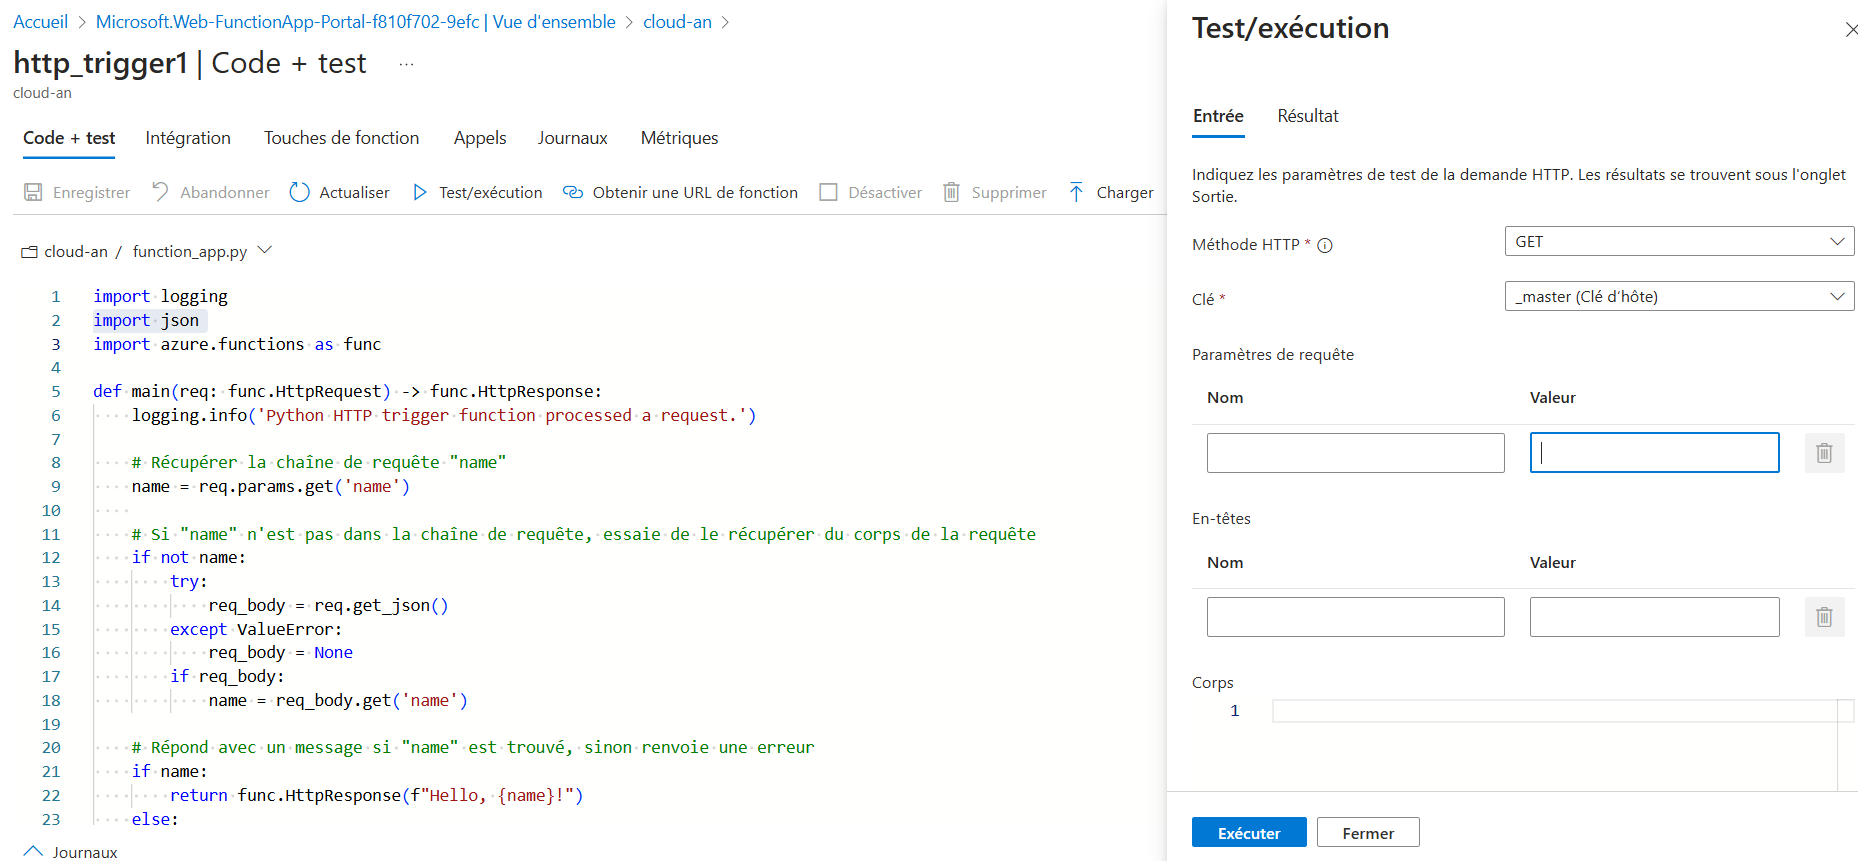 Accueil > Microsoft.Web-FunctionApp-Portal-f810f702-9efc | Vue d'ensemble > cloud-an >
http_trigger1 | Code + test ...
cloud-an
Code + test Intégration Touches de fonction Appels Journaux Métriques
Enregistrer Abandonner Actualiser Test/exécution Obtenir une URL de fonction Désactiver Supprimer Charger
cloud-an / function_app.py
1 import logging
2 import json
3 import azure.functions as func
4
5 def main(req: func.HttpRequest) -> func.HttpResponse:
6 logging.info('Python HTTP trigger function processed a request.')
7
8 # Récupérer la chaîne de requête "name"
9 name = req.params.get('name')
10
11 # Si "name" n'est pas dans la chaîne de requête, essaie de le récupérer du corps de la requête
12 if not name:
13 try:
14 req_body = req.get_json()
15 except ValueError:
16 req_body = None
17 if req_body:
18 name = req_body.get('name')
19
20 # Répond avec un message si "name" est trouvé, sinon renvoie une erreur
21 if name:
22 return func.HttpResponse(f"Hello, {name}!")
23 else:
Journaux
Test/exécution
Entrée Résultat
Indiquez les paramètres de test de la demande HTTP. Les résultats se trouvent sous l'onglet
Sortie.
Méthode HTTP * GET
Clé * _master (Clé d'hôte)
Paramètres de requête
Nom Valeur
En-têtes
Nom Valeur
Corps
1
Exécuter Fermer